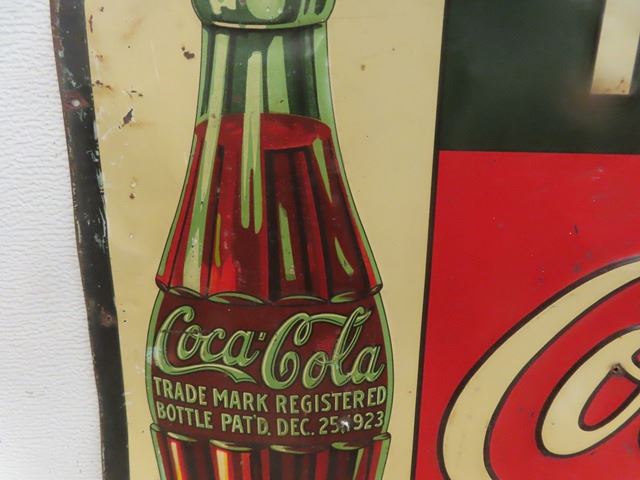 Coca-Cola
TRADE MARK REGISTERED
BOTTLE PAT'D. DEC. 25, 1923